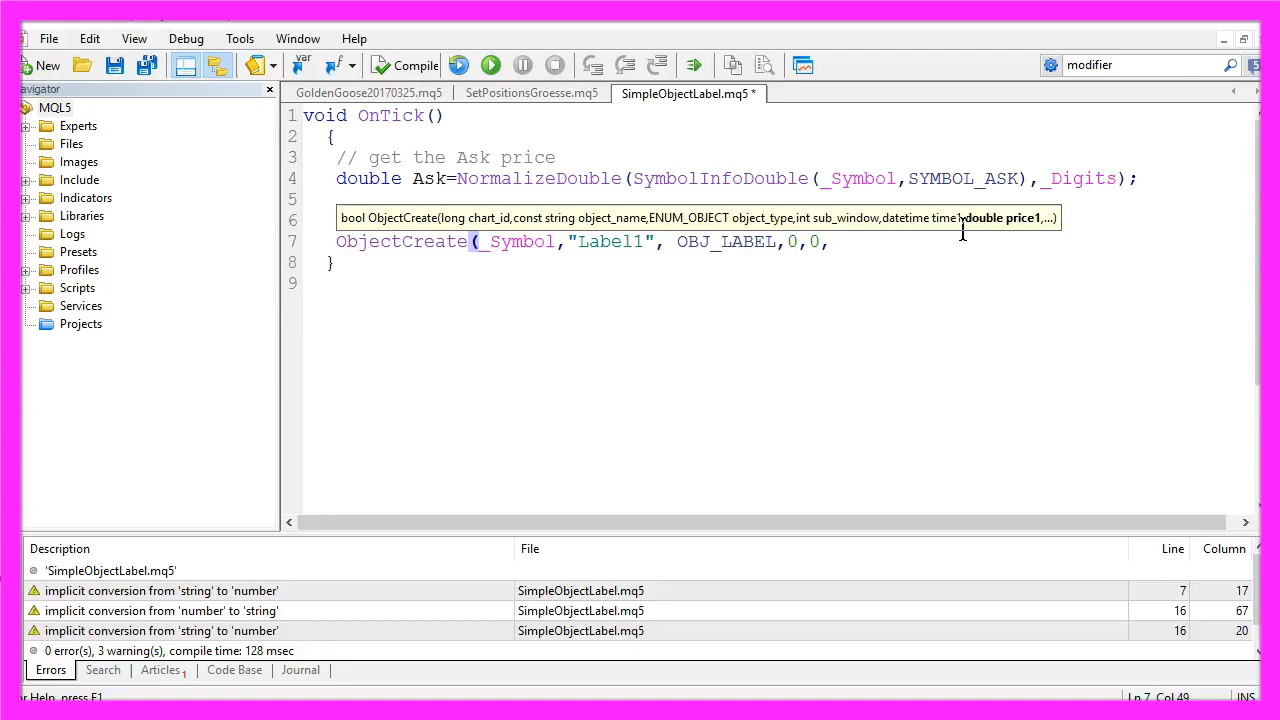 File Edit View Debug Tools Window Help
New var Compile modifier 5
avigator × GoldenGoose20170325.mq5 SetPositionsGroesse.mq5 SimpleObjectLabel.mq5 *
MQL5
Experts
Files
Images
Include
Indicators
Libraries
Logs
Presets
Profiles
Scripts
Services
Projects
1 void OnTick()
2 {
3 // get the Ask price
4 double Ask=NormalizeDouble(SymbolInfoDouble(_Symbol,SYMBOL_ASK),_Digits);
5
bool ObjectCreate(long chart_id,const string object_name,ENUM_OBJECT object_type,int sub_window,datetime time1,double price1,...)
6
7 ObjectCreate(_Symbol,"Label1", OBJ_LABEL,0,0,
8 }
9
Description File Line Column
'SimpleObjectLabel.mq5'
implicit conversion from 'string' to 'number' SimpleObjectLabel.mq5 7 17
implicit conversion from 'number' to 'string' SimpleObjectLabel.mq5 16 67
implicit conversion from 'string' to 'number' SimpleObjectLabel.mq5 16 20
0 error(s), 3 warning(s), compile time: 128 msec
Errors Search Articles 1 Code Base Journal
or Help, press F1 Ln 7, Col 49 INS